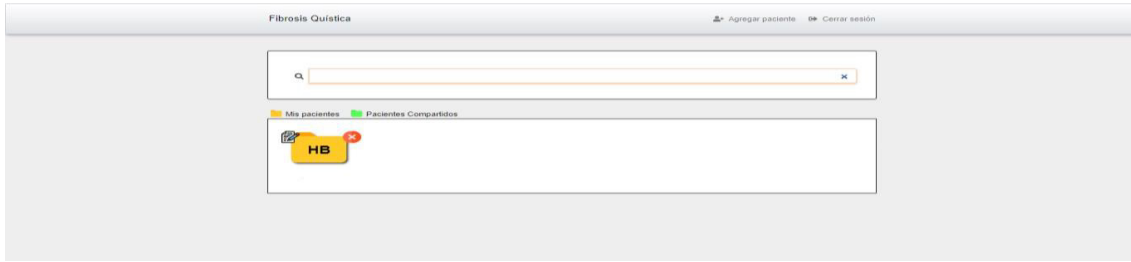 Fibrosis Quística
Agregar paciente Cerrar sesión
Mis pacientes Pacientes Compartidos
HB